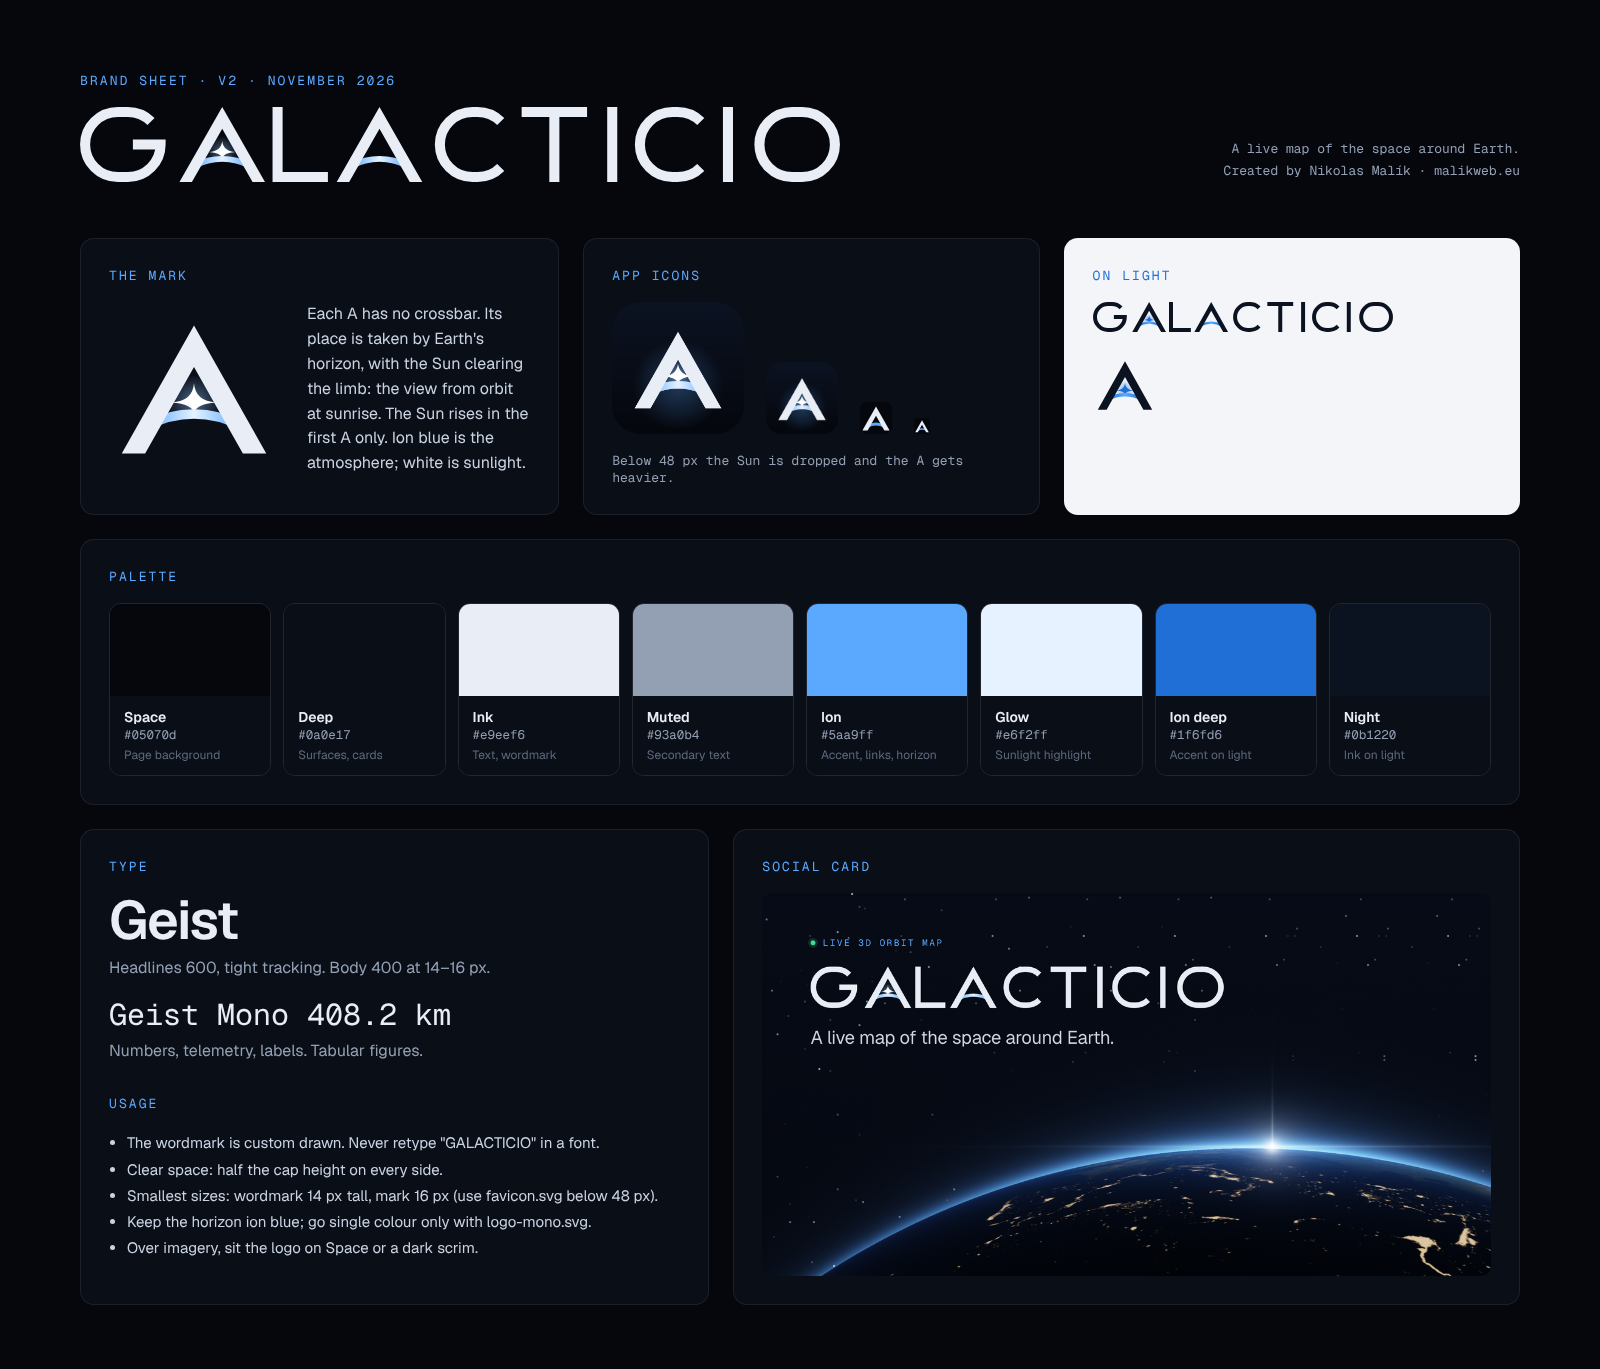 BRAND SHEET · V2 · NOVEMBER 2026
GALACTICIO
A live map of the space around Earth.
Created by Nikolas Malík · malikweb.eu
THE MARK
Each A has no crossbar. Its
place is taken by Earth's
horizon, with the Sun clearing
the limb: the view from orbit
at sunrise. The Sun rises in the
first A only. Ion blue is the
atmosphere; white is sunlight.
APP ICONS
Below 48 px the Sun is dropped and the A gets
heavier.
ON LIGHT
GALACTICIO
PALETTE
Space
#05070d
Page background
Deep
#0a0e17
Surfaces, cards
Ink
#e9eef6
Text, wordmark
Muted
#93a0b4
Secondary text
Ion
#5aa9ff
Accent, links, horizon
Glow
#e6f2ff
Sunlight highlight
Ion deep
#1f6fd6
Accent on light
Night
#0b1220
Ink on light
TYPE
Geist
Headlines 600, tight tracking. Body 400 at 14–16 px.
Geist Mono 408.2 km
Numbers, telemetry, labels. Tabular figures.
USAGE
• The wordmark is custom drawn. Never retype "GALACTICIO" in a font.
• Clear space: half the cap height on every side.
• Smallest sizes: wordmark 14 px tall, mark 16 px (use favicon.svg below 48 px).
• Keep the horizon ion blue; go single colour only with logo-mono.svg.
• Over imagery, sit the logo on Space or a dark scrim.
SOCIAL CARD
LIVE 3D ORBIT MAP
GALACTICIO
A live map of the space around Earth.